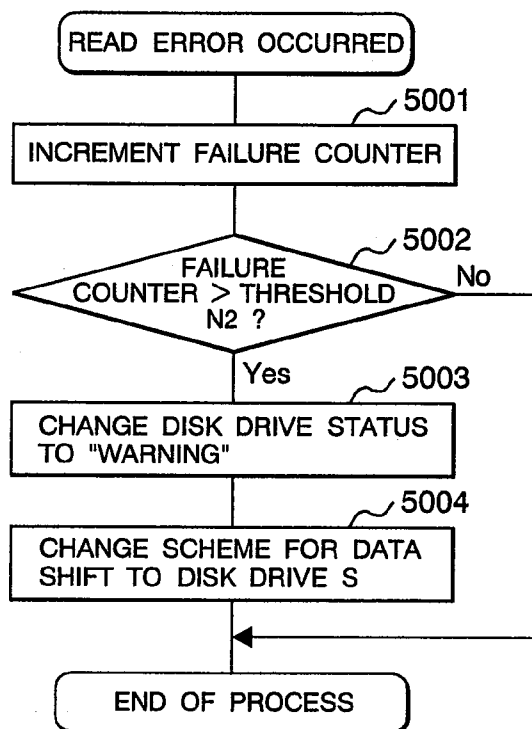 READ ERROR OCCURRED
5001
INCREMENT FAILURE COUNTER
5002
FAILURE
COUNTER > THRESHOLD
N2 ?
No
Yes
5003
CHANGE DISK DRIVE STATUS
TO "WARNING"
5004
CHANGE SCHEME FOR DATA
SHIFT TO DISK DRIVE S
END OF PROCESS